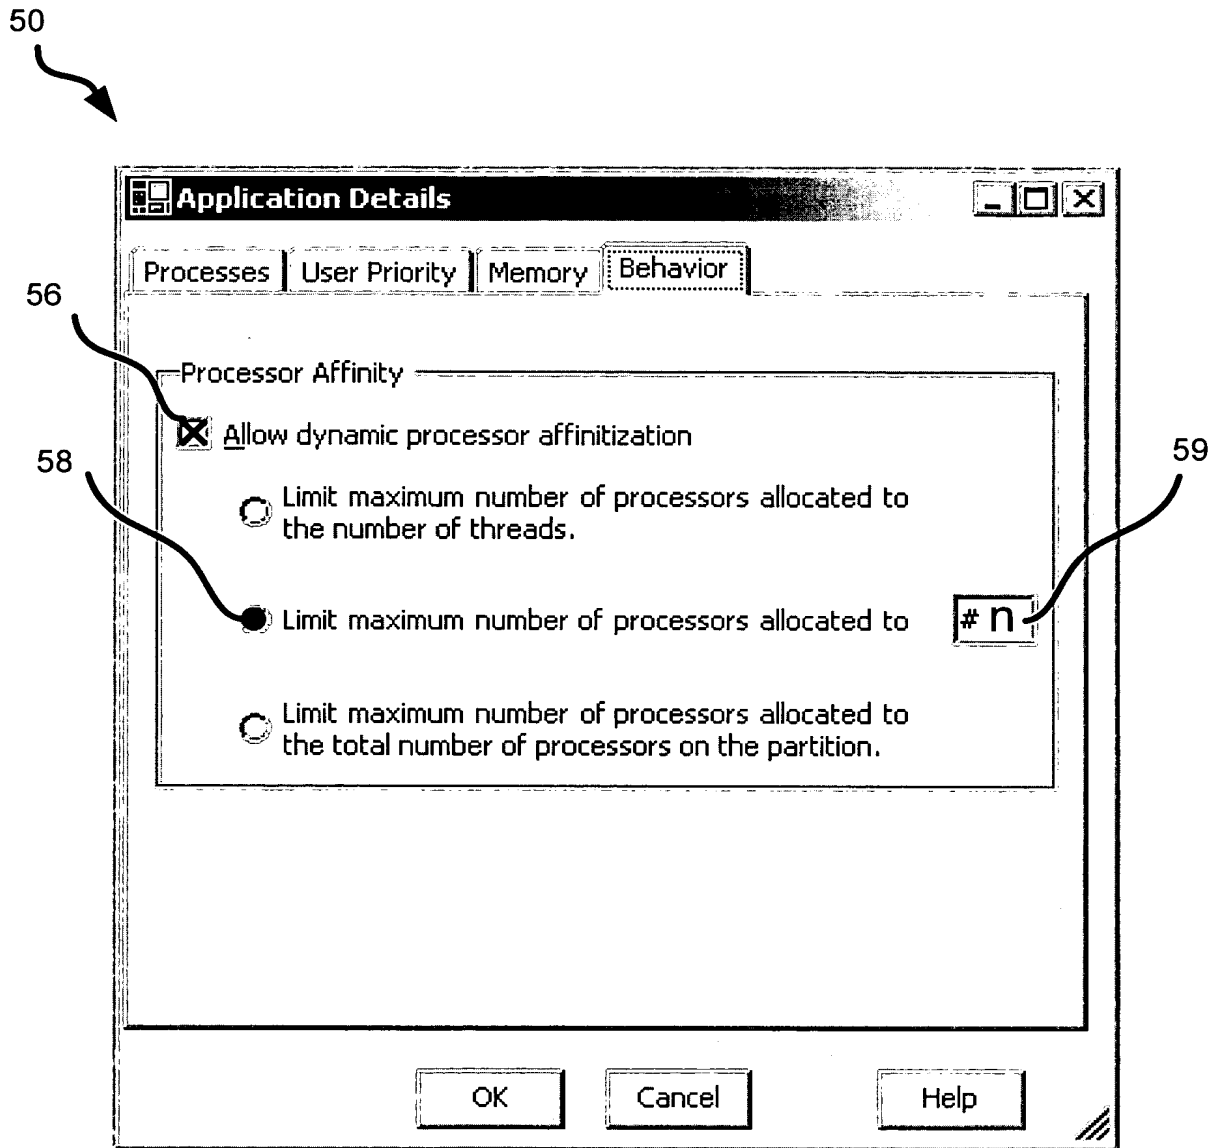 50
Application Details
Processes User Priority Memory Behavior
56
Processor Affinity
Allow dynamic processor affinitization
58
59
Limit maximum number of processors allocated to
the number of threads.
Limit maximum number of processors allocated to # n
Limit maximum number of processors allocated to
the total number of processors on the partition.
OK Cancel Help